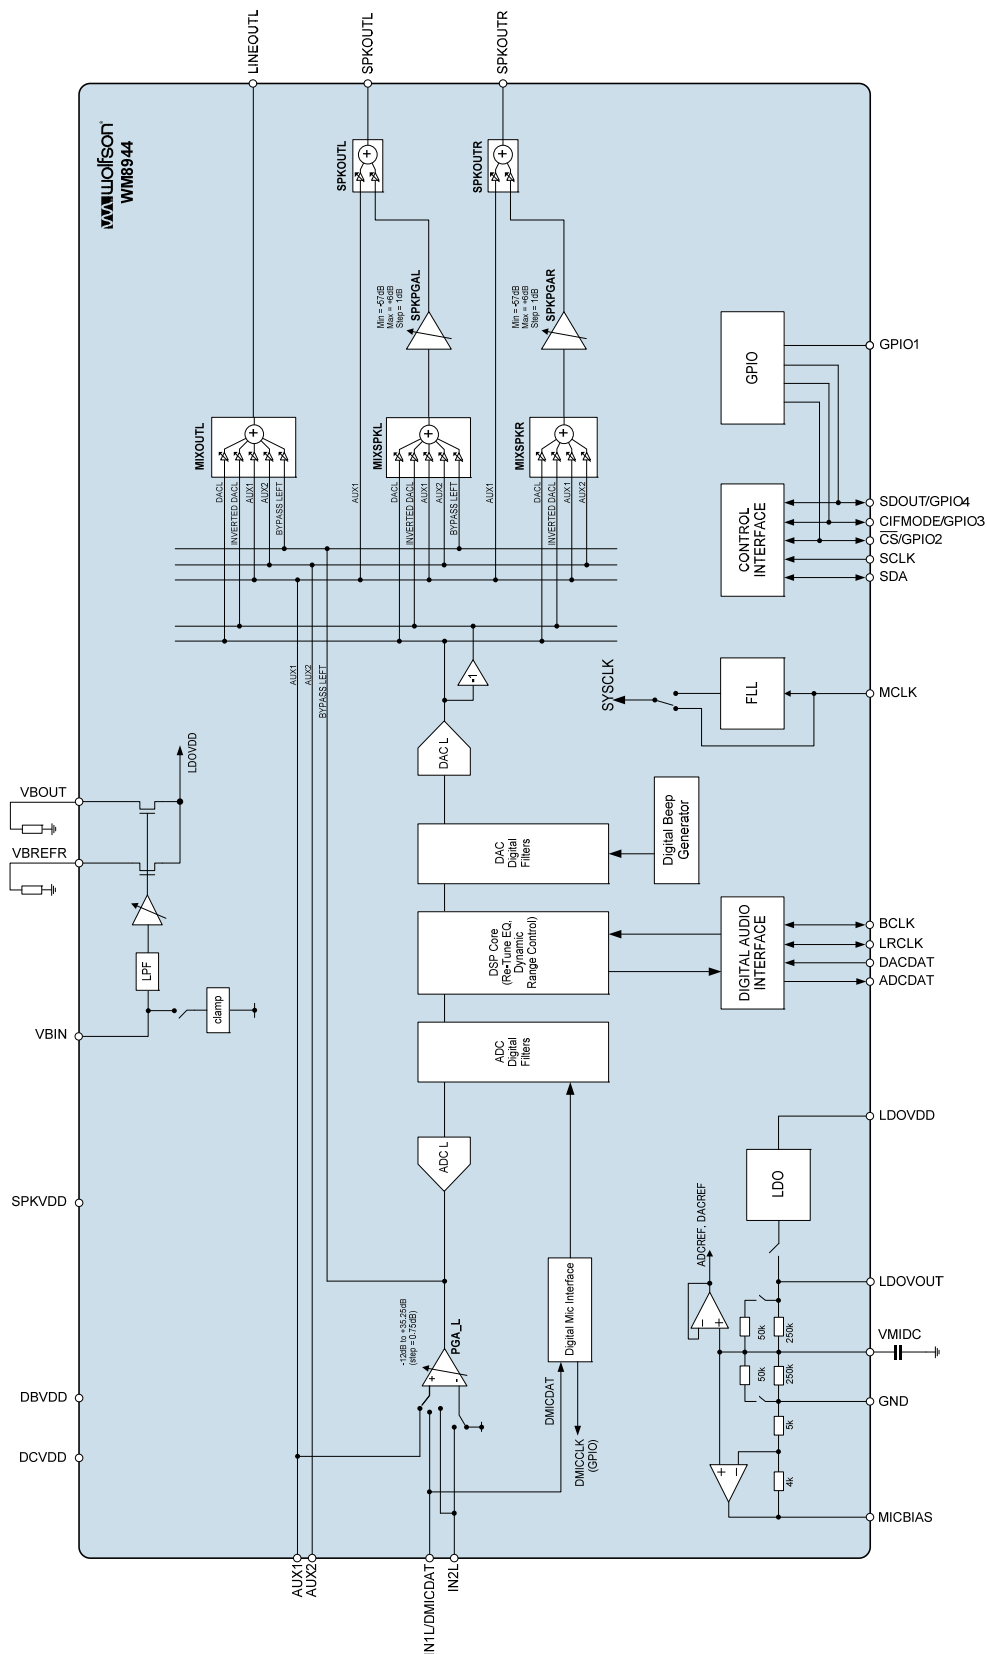 LINEOUTL
SPKOUTL
SPKOUTR
wolfson
WM8944
SPKOUTL
SPKOUTR
Min = -57dB
Max = +6dB
Step = 1dB
SPKPGAL
Min = -57dB
Max = +6dB
Step = 1dB
SPKPGAR
GPIO
GPIO1
MIXOUTL
+
DACL
INVERTED DACL
AUX1
AUX2
BYPASS LEFT
AUX1
MIXSPKL
+
DACL
INVERTED DACL
AUX1
AUX2
BYPASS LEFT
AUX1
MIXSPKR
+
DACL
INVERTED DACL
AUX1
AUX2
CONTROL
INTERFACE
SDOUT/GPIO4
CIFMODE/GPIO3
CS/GPIO2
SCLK
SDA
AUX1
AUX2
BYPASS LEFT
-1
SYSCLK
FLL
MCLK
DAC L
LDOVDD
VBOUT
VBREFR
LPF
clamp
VBIN
DAC
Digital
Filters
Digital Beep
Generator
DSP Core
(Re-Tune EQ,
Dynamic
Range Control)
DIGITAL AUDIO
INTERFACE
BCLK
LRCLK
DACDAT
ADCDAT
ADC
Digital
Filters
ADC L
SPKVDD
DBVDD
DCVDD
-12dB to +35.25dB
(step = 0.75dB)
PGA_L
+
-
Digital Mic Interface
DMICDAT
DMICCLK
(GPIO)
LDOVDD
LDO
ADCREF, DACREF
LDOVOUT
50k
250k
VMIDC
50k
250k
GND
5k
4k
MICBIAS
AUX1
AUX2
IN1L/DMICDAT
IN2L